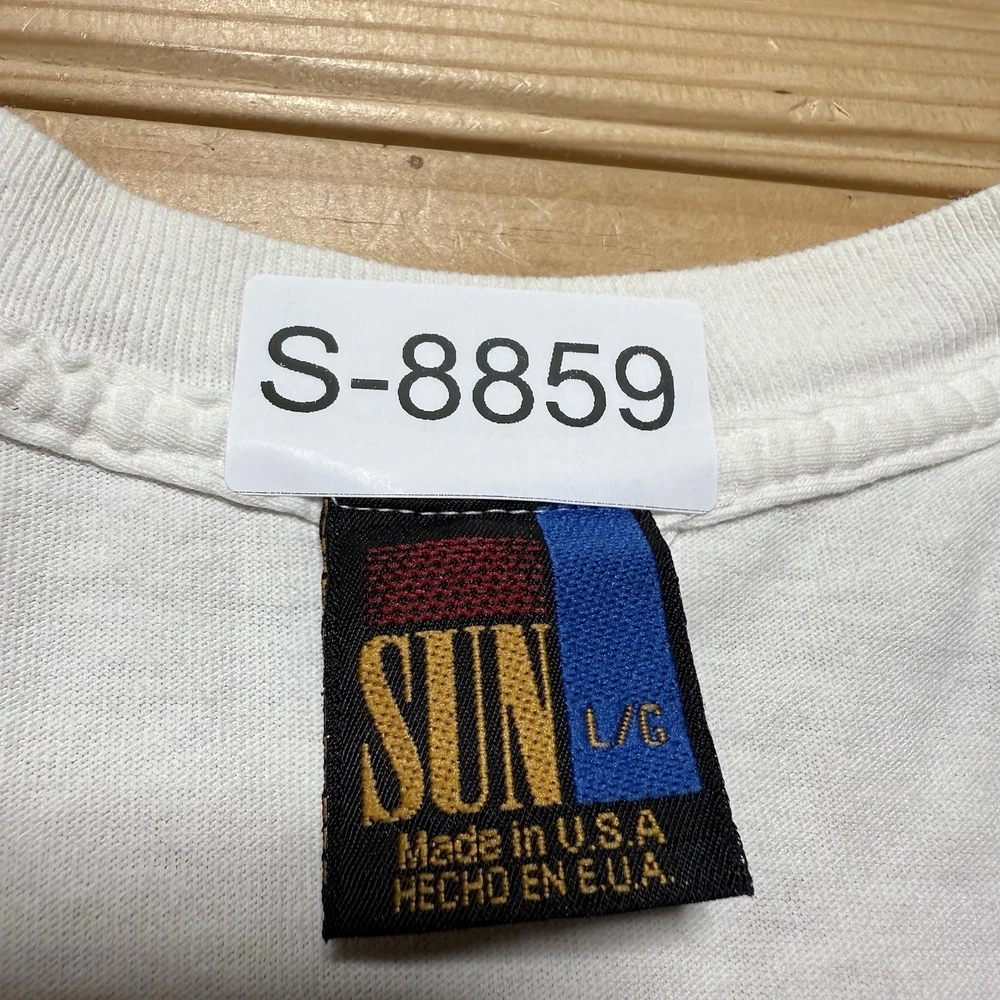 S-8859
SUN
L/G
Made in U.S.A
HECHO EN E.U.A.